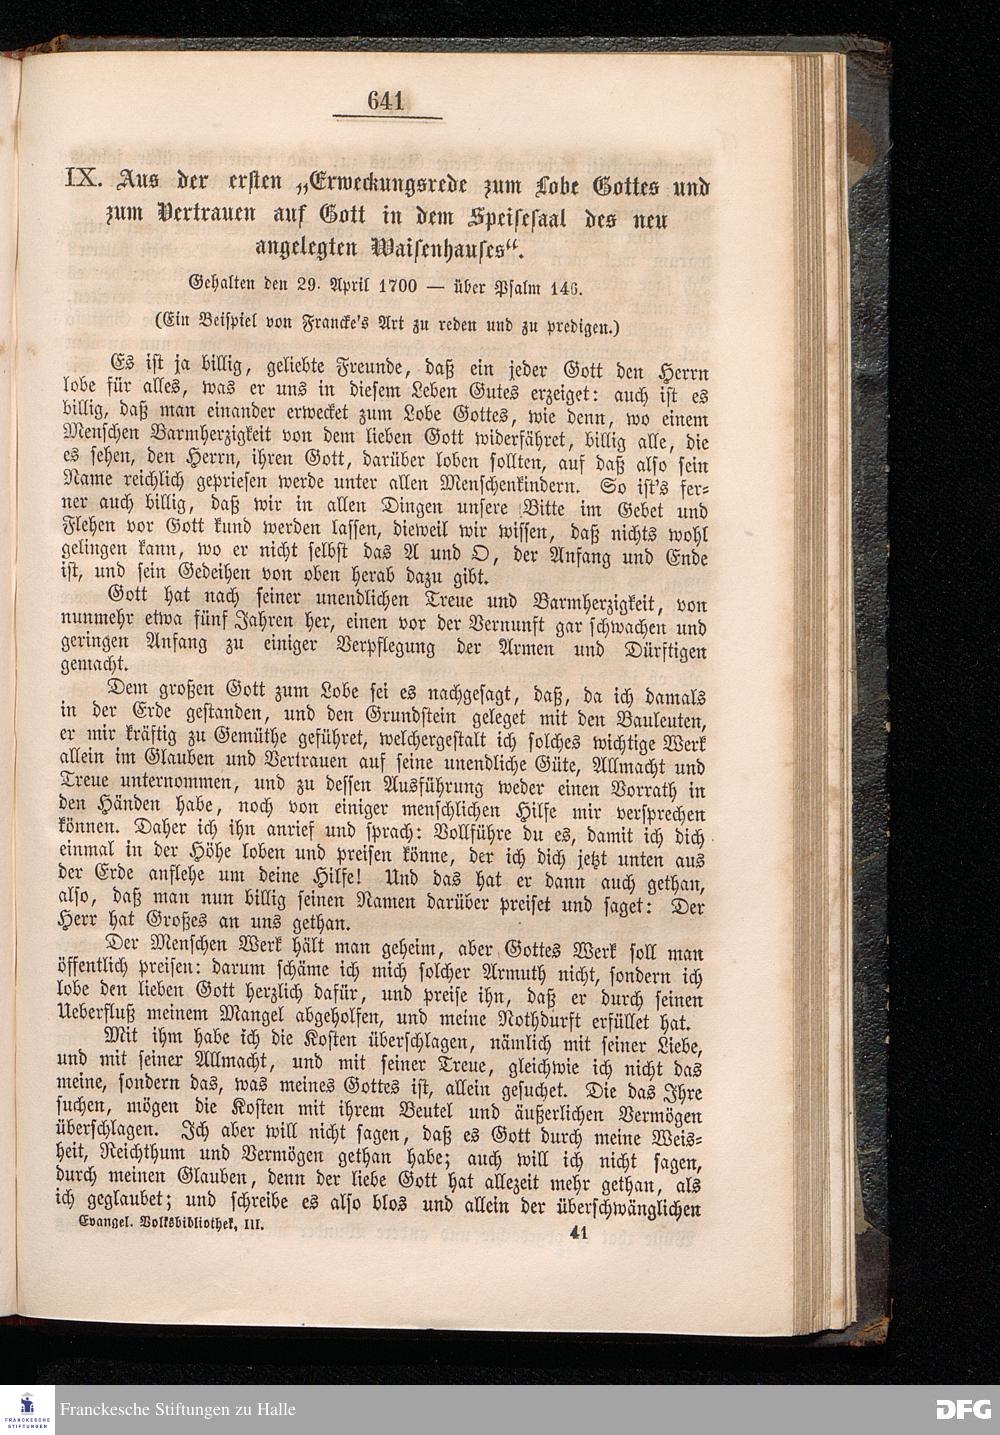 641
IX. Aus der ersten „Erweckungsrede zum Lobe Gottes und
zum Vertrauen auf Gott in dem Speisesaal des neu
angelegten Waisenhauses“.
Gehalten den 29. April 1700 — über Psalm 146.
(Ein Beispiel von Francke's Art zu reden und zu predigen.)
Es ist ja billig, geliebte Freunde, daß ein jeder Gott den Herrn
lobe für alles, was er uns in diesem Leben Gutes erzeiget: auch ist es
billig, daß man einander erwecket zum Lobe Gottes, wie denn, wo einem
Menschen Barmherzigkeit von dem lieben Gott widerfähret, billig alle, die
es sehen, den Herrn, ihren Gott, darüber loben sollten, auf daß also sein
Name reichlich gepriesen werde unter allen Menschenkindern. So ist's fer-
ner auch billig, daß wir in allen Dingen unsere Bitte im Gebet und
Flehen vor Gott kund werden lassen, dieweil wir wissen, daß nichts wohl
gelingen kann, wo er nicht selbst das A und O, der Anfang und Ende
ist, und sein Gedeihen von oben herab dazu gibt.
Gott hat nach seiner unendlichen Treue und Barmherzigkeit, von
nunmehr etwa fünf Jahren her, einen vor der Vernunft gar schwachen und
geringen Anfang zu einiger Verpflegung der Armen und Dürftigen
gemacht.
Dem großen Gott zum Lobe sei es nachgesagt, daß, da ich damals
in der Erde gestanden, und den Grundstein geleget mit den Bauleuten,
er mir kräftig zu Gemüthe geführet, welchergestalt ich solches wichtige Werk
allein im Glauben und Vertrauen auf seine unendliche Güte, Allmacht und
Treue unternommen, und zu dessen Ausführung weder einen Vorrath in
den Händen habe, noch von einiger menschlichen Hilfe mir versprechen
können. Daher ich ihn anrief und sprach: Vollführe du es, damit ich dich
einmal in der Höhe loben und preisen könne, der ich dich jetzt unten aus
der Erde anflehe um deine Hilfe! Und das hat er dann auch gethan,
also, daß man nun billig seinen Namen darüber preiset und saget: Der
Herr hat Großes an uns gethan.
Der Menschen Werk hält man geheim, aber Gottes Werk soll man
öffentlich preisen: darum schäme ich mich solcher Armuth nicht, sondern ich
lobe den lieben Gott herzlich dafür, und preise ihn, daß er durch seinen
Ueberfluß meinem Mangel abgeholfen, und meine Nothdurft erfüllet hat.
Mit ihm habe ich die Kosten überschlagen, nämlich mit seiner Liebe,
und mit seiner Allmacht, und mit seiner Treue, gleichwie ich nicht das
meine, sondern das, was meines Gottes ist, allein gesuchet. Die das Ihre
suchen, mögen die Kosten mit ihrem Beutel und äußerlichen Vermögen
überschlagen. Ich aber will nicht sagen, daß es Gott durch meine Weis-
heit, Reichthum und Vermögen gethan habe; auch will ich nicht sagen,
durch meinen Glauben, denn der liebe Gott hat allezeit mehr gethan, als
ich geglaubet; und schreibe es also blos und allein der überschwänglichen
Evangel. Volksbibliothek, III.
41
FRANCKESCHE
STIFTUNGEN
Franckesche Stiftungen zu Halle
DFG